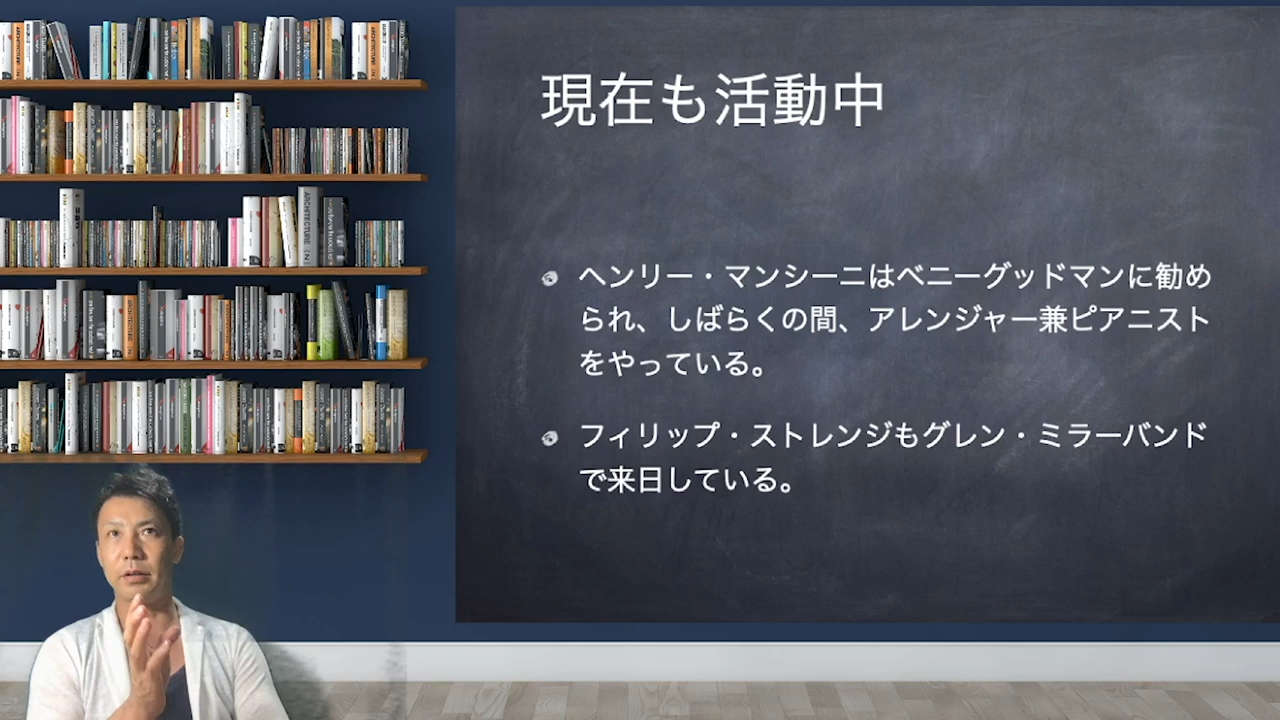 現在も活動中
ヘンリー・マンシーニはベニーグッドマンに勧め
られ、しばらくの間、アレンジャー兼ピアニスト
をやっている。
フィリップ・ストレンジもグレン・ミラーバンド
で来日している。
ARCHITECTURE